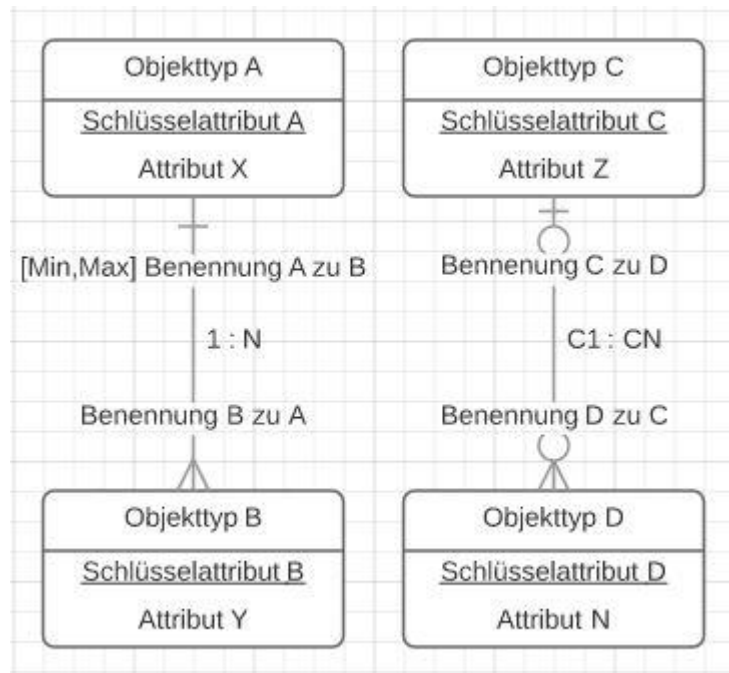 Objekttyp A
Schlüsselattribut A
Attribut X
[Min,Max] Benennung A zu B
1 : N
Benennung B zu A
Objekttyp B
Schlüsselattribut B
Attribut Y
Objekttyp C
Schlüsselattribut C
Attribut Z
Bennenung C zu D
C1 : CN
Benennung D zu C
Objekttyp D
Schlüsselattribut D
Attribut N